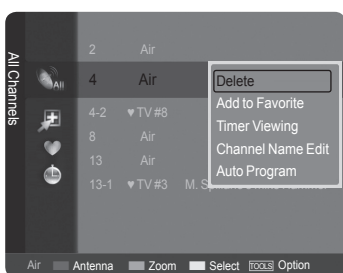 All Channels
All
2 Air
4 Air
4-2 ♥ TV #8
8 Air
13 Air
13-1 ♥ TV #3 M. Sp
Delete
Add to Favorite
Timer Viewing
Channel Name Edit
Auto Program
Air Antenna Zoom Select TOOLS Option